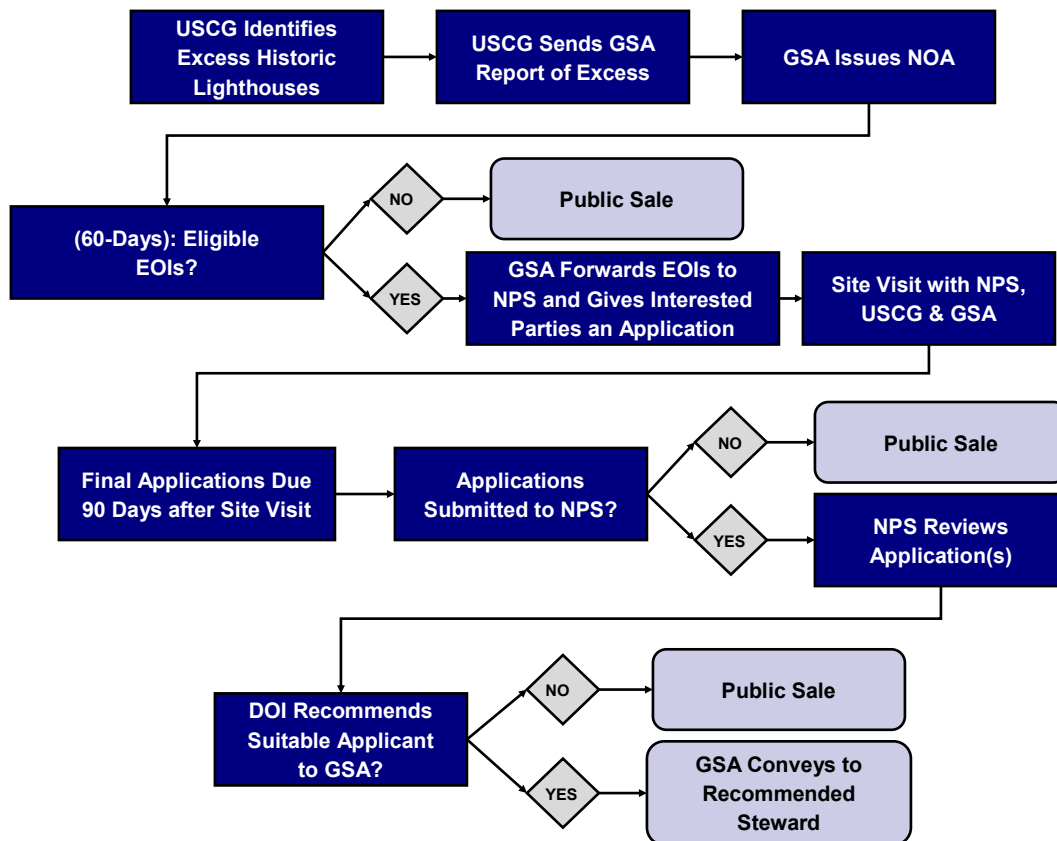 USCG Identifies
Excess Historic
Lighthouses
USCG Sends GSA
Report of Excess
GSA Issues NOA
(60-Days): Eligible
EOIs?
NO
Public Sale
YES
GSA Forwards EOIs to
NPS and Gives Interested
Parties an Application
Site Visit with NPS,
USCG & GSA
Final Applications Due
90 Days after Site Visit
Applications
Submitted to NPS?
NO
Public Sale
YES
NPS Reviews
Application(s)
DOI Recommends
Suitable Applicant
to GSA?
NO
Public Sale
YES
GSA Conveys to
Recommended
Steward